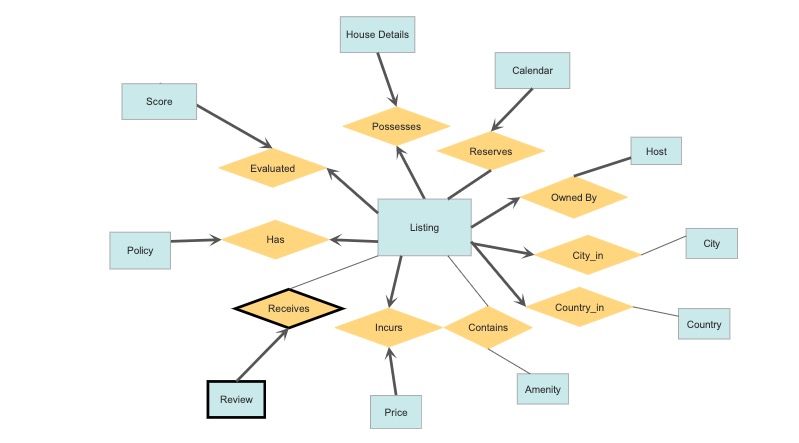 House Details
Calendar
Score
Possesses
Reserves
Host
Evaluated
Owned By
Listing
Policy
Has
City_in
City
Receives
Incurs
Contains
Country_in
Country
Review
Price
Amenity